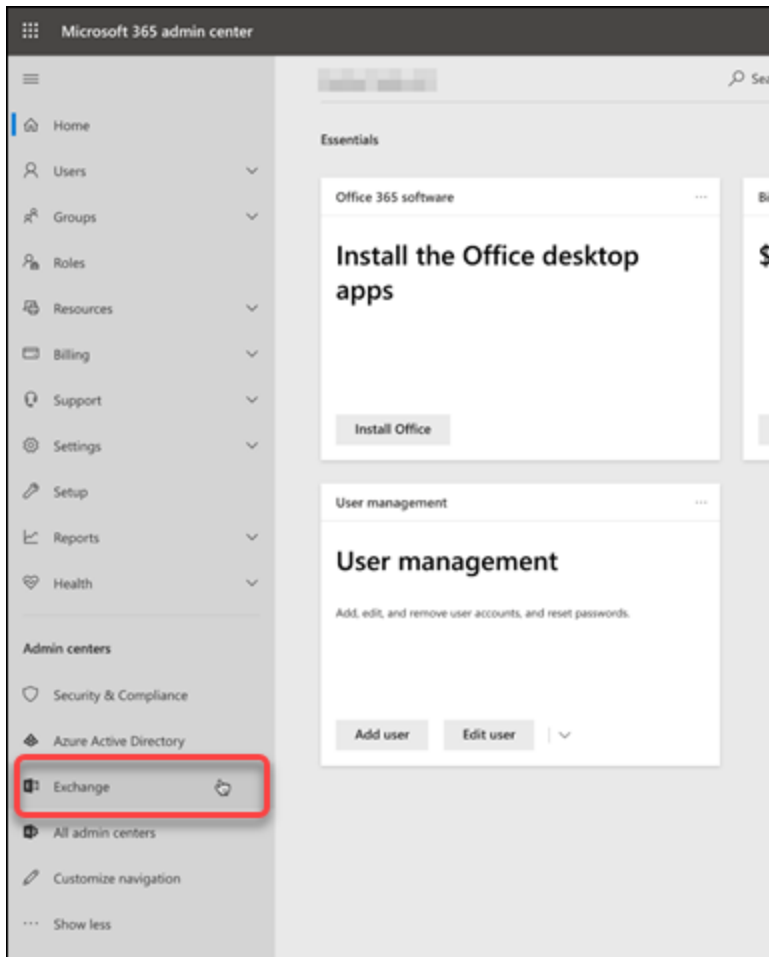 Microsoft 365 admin center
Home
Users
Groups
Roles
Resources
Billing
Support
Settings
Setup
Reports
Health
Admin centers
Security & Compliance
Azure Active Directory
Exchange
All admin centers
Customize navigation
Show less
Essentials
Office 365 software
Install the Office desktop
apps
Install Office
User management
User management
Add, edit, and remove user accounts, and reset passwords.
Add user
Edit user
$